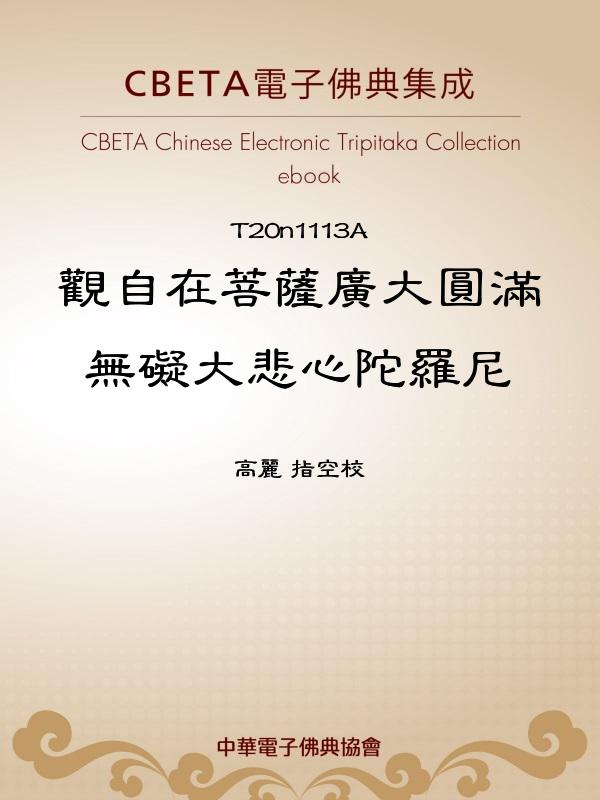 CBETA電子佛典集成
CBETA Chinese Electronic Tripitaka Collection
ebook
T20n1113A
觀自在菩薩廣大圓滿
無礙大悲心陀羅尼
高麗 指空校
中華電子佛典協會